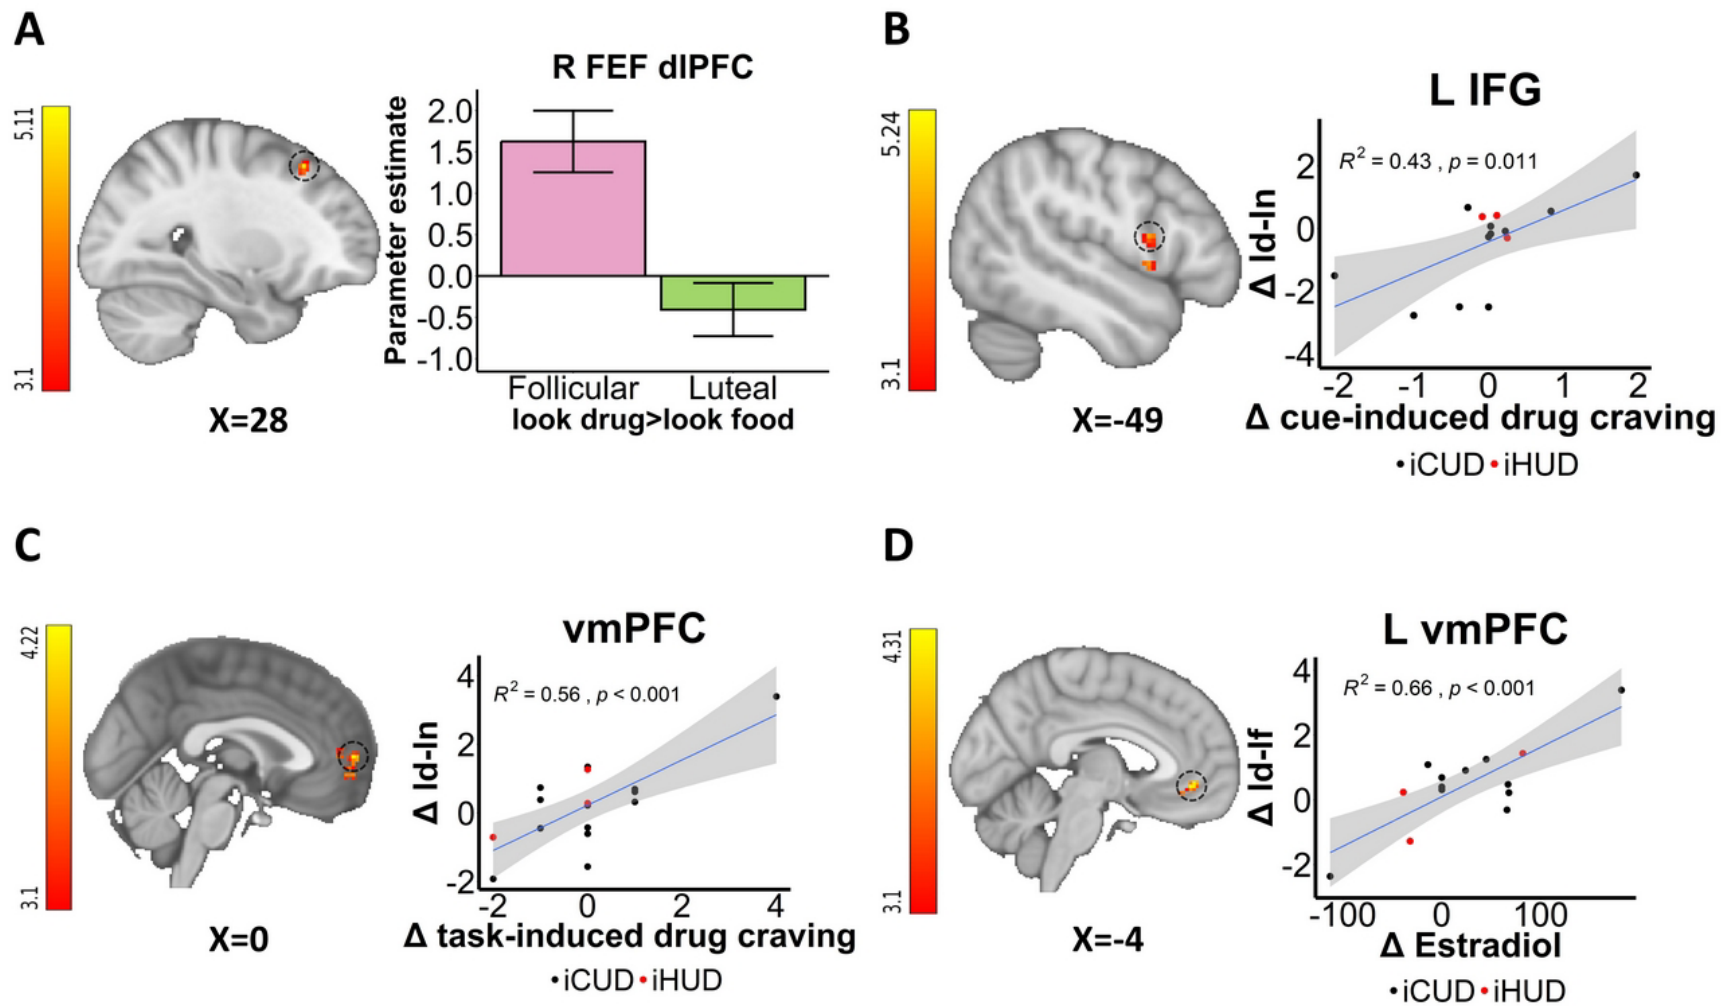 A
R FEF dlPFC
5.11
3.1
X=28
Parameter estimate
2.0
1.5
1.0
0.5
0.0
-0.5
-1.0
Follicular Luteal
look drug>look food
B
L IFG
5.24
3.1
X=-49
R² = 0.43 , p = 0.011
Δ ld-ln
2
0
-2
-4
-2 -1 0 1 2
Δ cue-induced drug craving
iCUD iHUD
C
vmPFC
4.22
3.1
X=0
R² = 0.56 , p < 0.001
Δ ld-ln
4
2
0
-2
-2 0 2 4
Δ task-induced drug craving
iCUD iHUD
D
L vmPFC
4.31
3.1
X=-4
R² = 0.66 , p < 0.001
Δ ld-lf
4
2
0
-2
-100 0 100
Δ Estradiol
iCUD iHUD